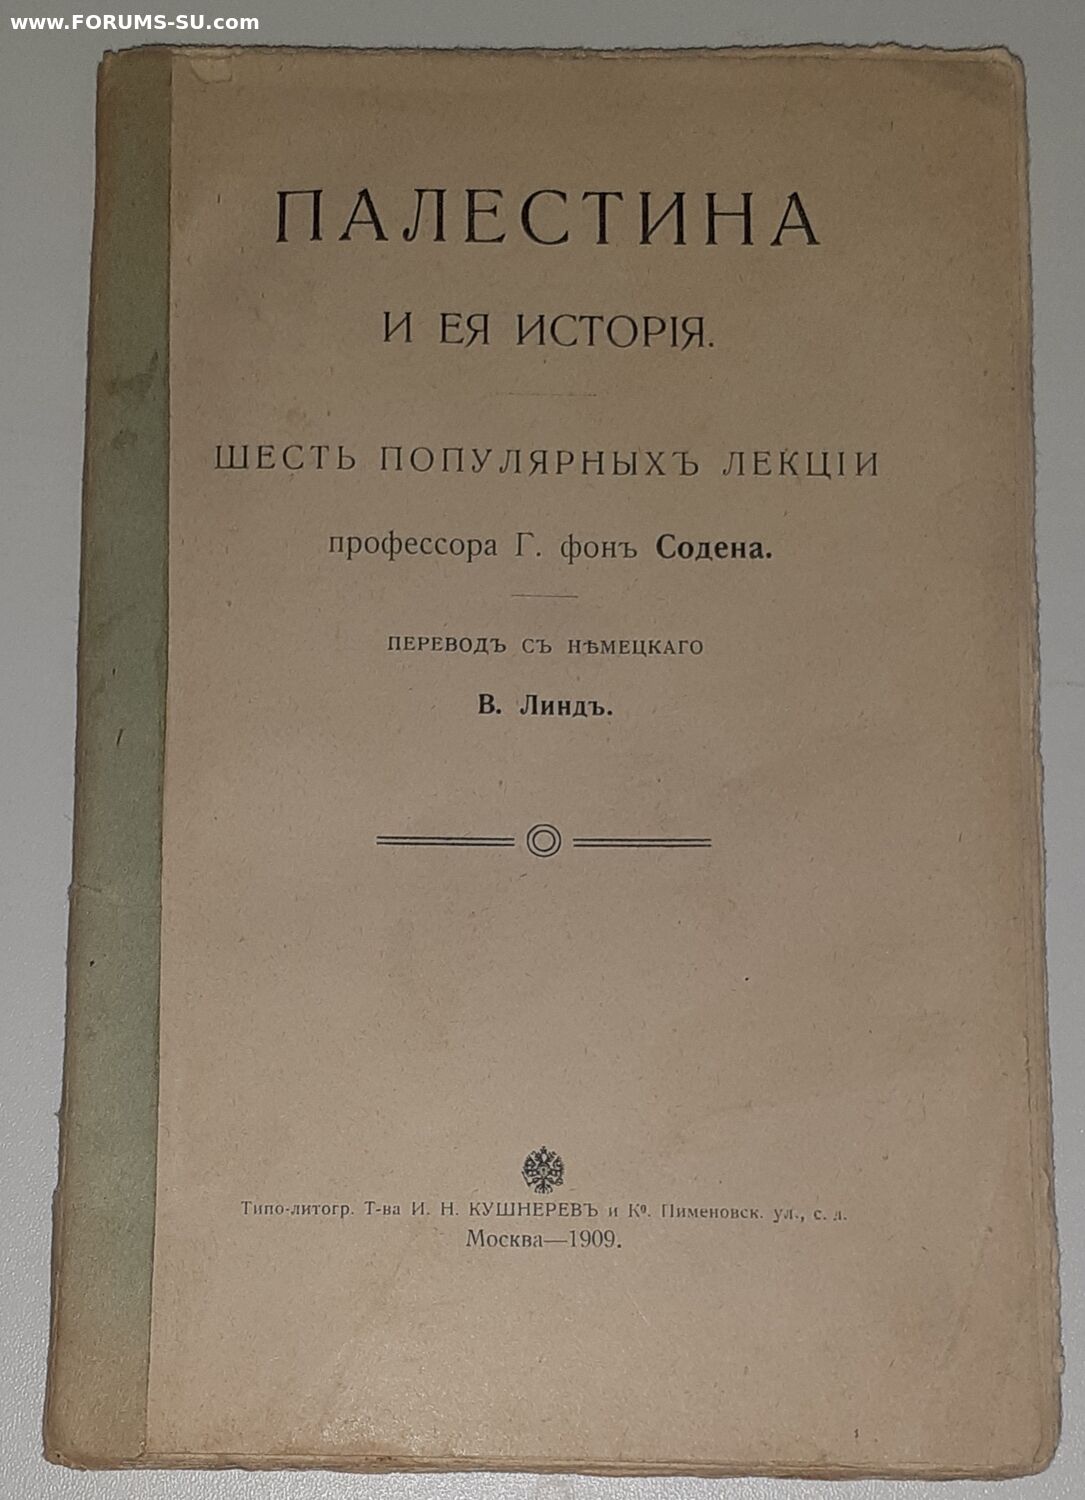 www.FORUMS-SU.com
ПАЛЕСТИНА
И ЕЯ ИСТОРІЯ.
ШЕСТЬ ПОПУЛЯРНЫХЪ ЛЕКЦІИ
профессора Г. фонъ Содена.
ПЕРЕВОДЪ СЪ НѢМЕЦКАГО
В. Линдъ.
Типо-литогр. Т-ва И. Н. КУШНЕРЕВЪ и Кº. Пименовск. ул., с. д.
Москва—1909.